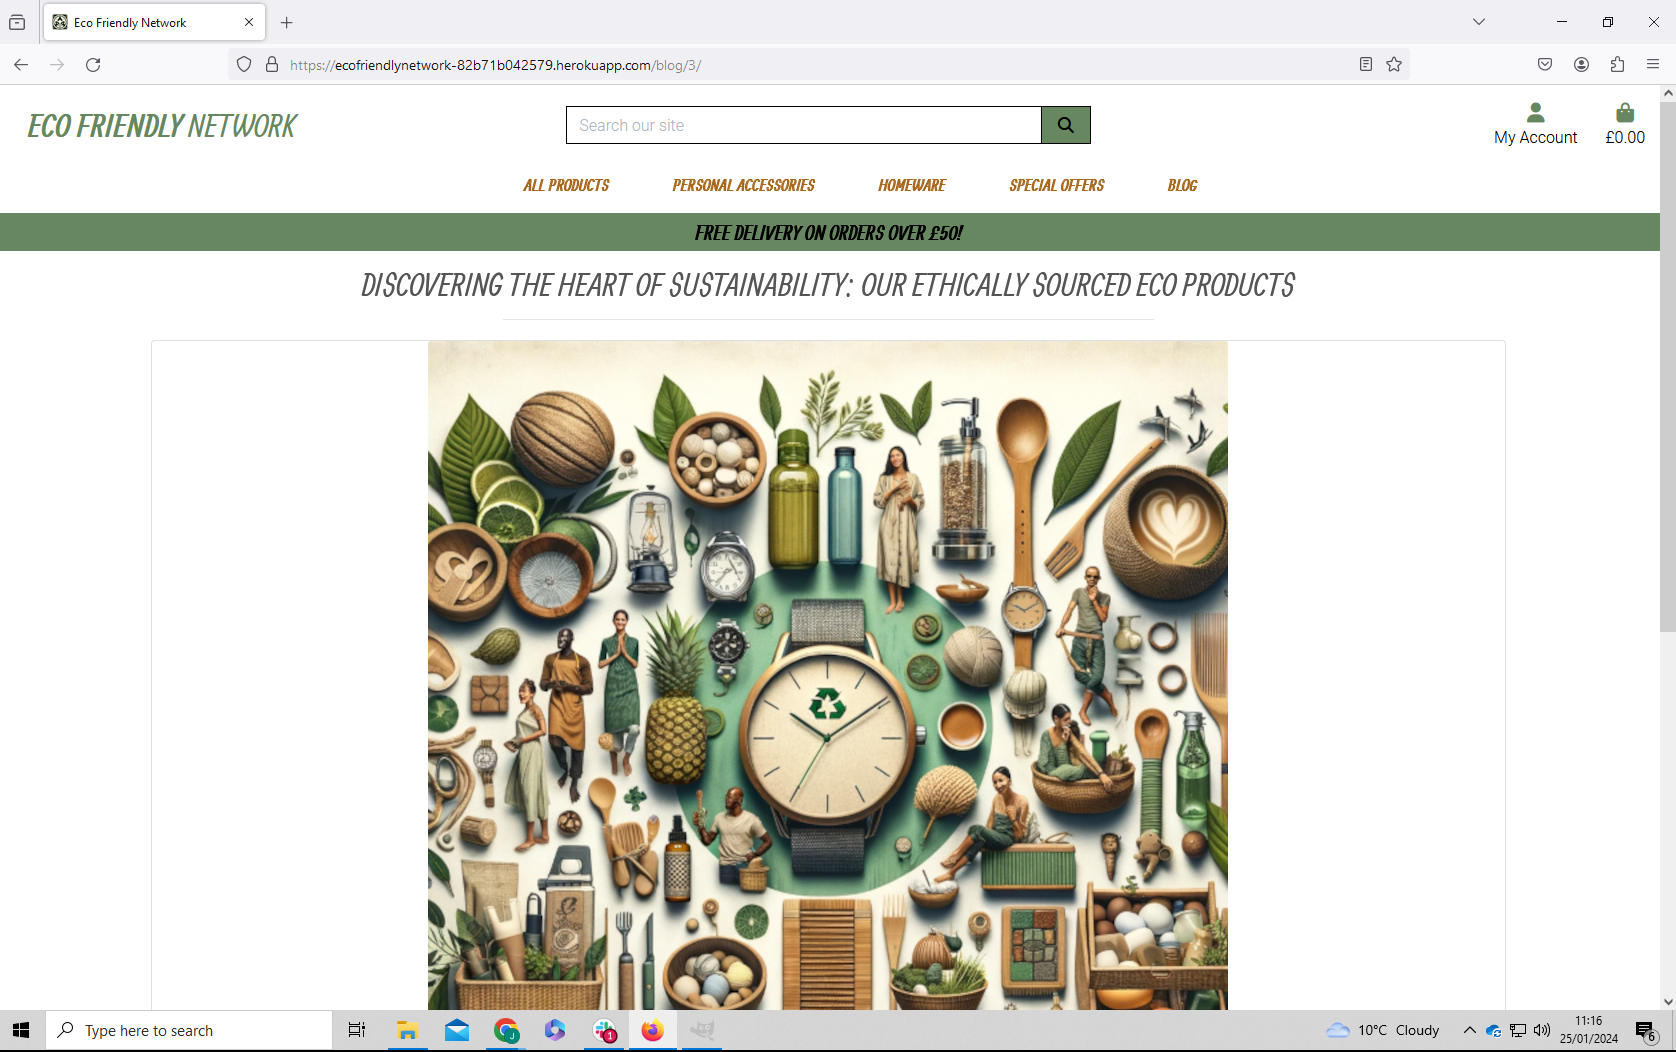 Eco Friendly Network
https://ecofriendlynetwork-82b71b042579.herokuapp.com/blog/3/
ECO FRIENDLY NETWORK
Search our site
My Account
£0.00
ALL PRODUCTS
PERSONAL ACCESSORIES
HOMEWARE
SPECIAL OFFERS
BLOG
FREE DELIVERY ON ORDERS OVER £50!
DISCOVERING THE HEART OF SUSTAINABILITY: OUR ETHICALLY SOURCED ECO PRODUCTS
Type here to search
J
1
10°C Cloudy
11:16
25/01/2024
6